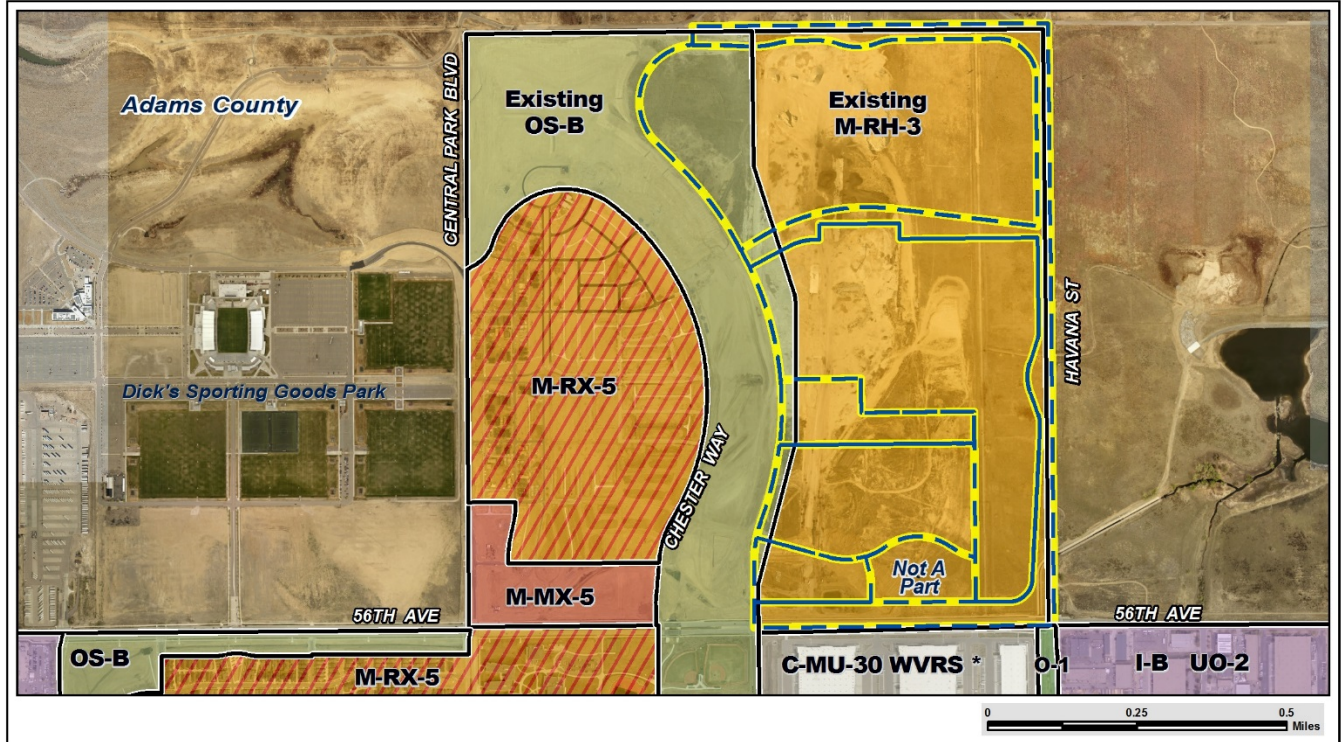 Adams County
CENTRAL PARK BLVD
Existing
OS-B
Existing
M-RH-3
HAVANA ST
M-RX-5
Dick's Sporting Goods Park
CHESTER WAY
Not A
Part
M-MX-5
56TH AVE
56TH AVE
OS-B
M-RX-5
C-MU-30 WVRS *
O-1
I-B UO-2
0 0.25 0.5
Miles